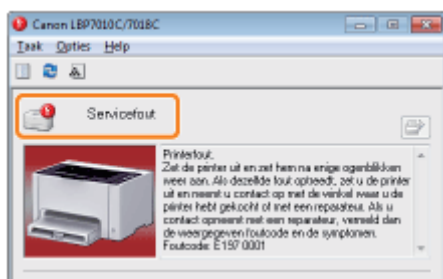 Canon LBP7010C/7018C
Taak Opties Help
Servicefout
Printerfout.
Zet de printer uit en zet hem na enige ogenblikken
weer aan. Als dezelfde fout optreedt, zet u de printer
uit en neemt u contact op met de winkel waar u de
printer hebt gekocht of met een reparateur. Als u
contact opneemt met een reparateur, vermeld dan
de weergegeven foutcode en de symptomen.
Foutcode: E197 0001